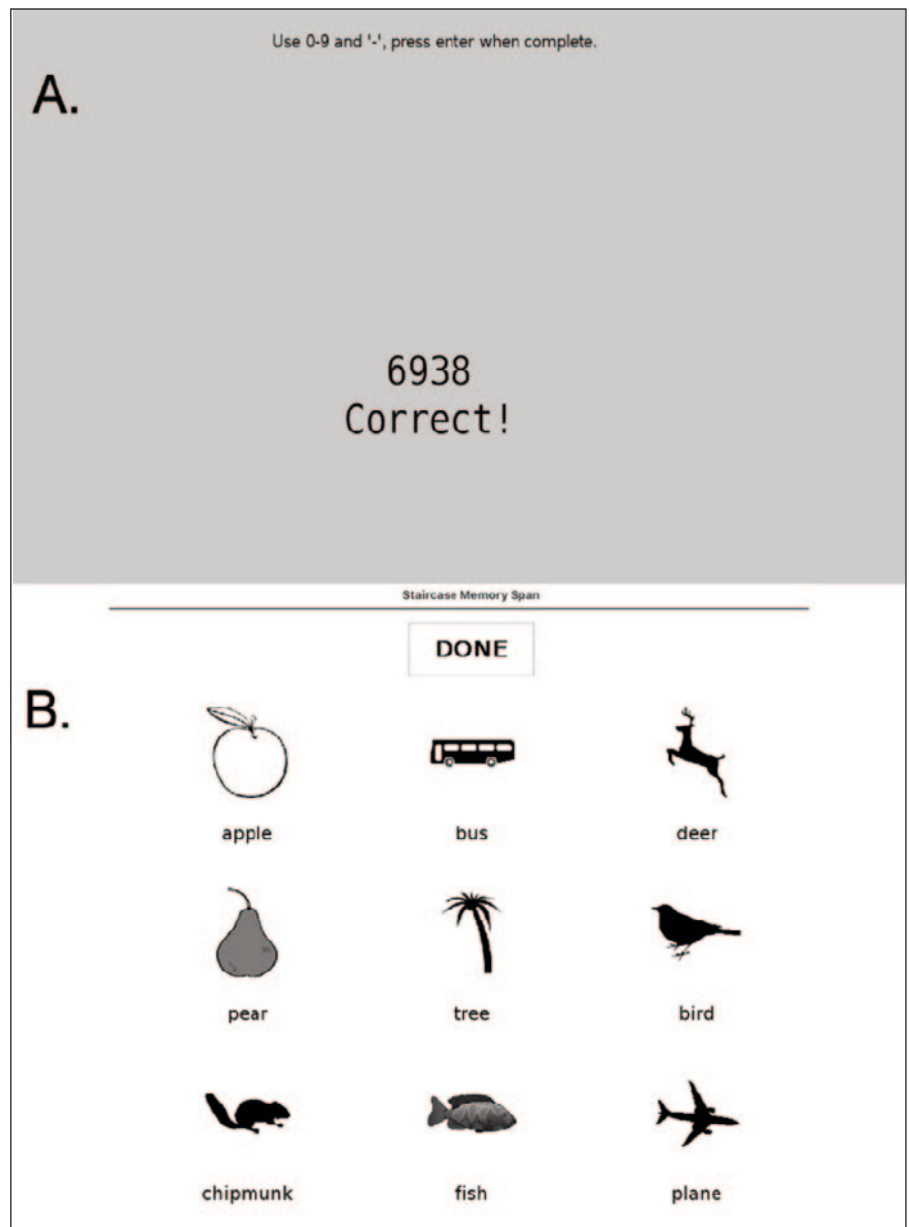 Use 0-9 and '-', press enter when complete.
A.
6938
Correct!
Staircase Memory Span
DONE
B.
apple bus deer
pear tree bird
chipmunk fish plane